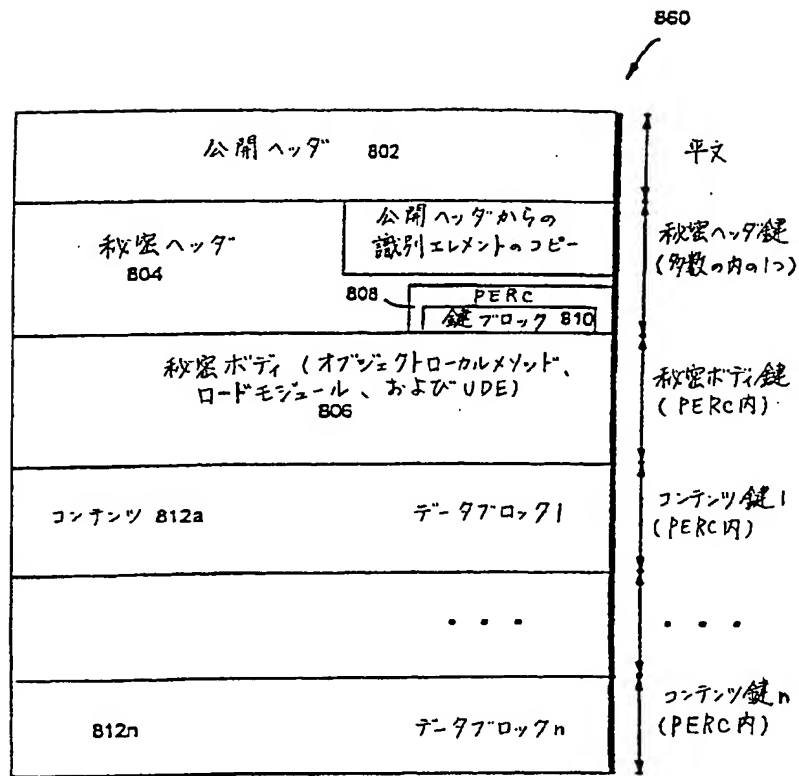 860
公開ヘッダ 802
平文
秘密ヘッダ
804
公開ヘッダからの
識別エレメントのコピー
808
PERC
鍵ブロック 810
秘密ヘッダ鍵
(多数の内の1つ)
秘密ボディ (オブジェクトローカルメソッド、
ロードモジュール、およびUDE)
806
秘密ボディ鍵
(PERC内)
コンテンツ 812a
データブロック1
コンテンツ鍵1
(PERC内)
• • •
• • •
812n
データブロックn
コンテンツ鍵n
(PERC内)